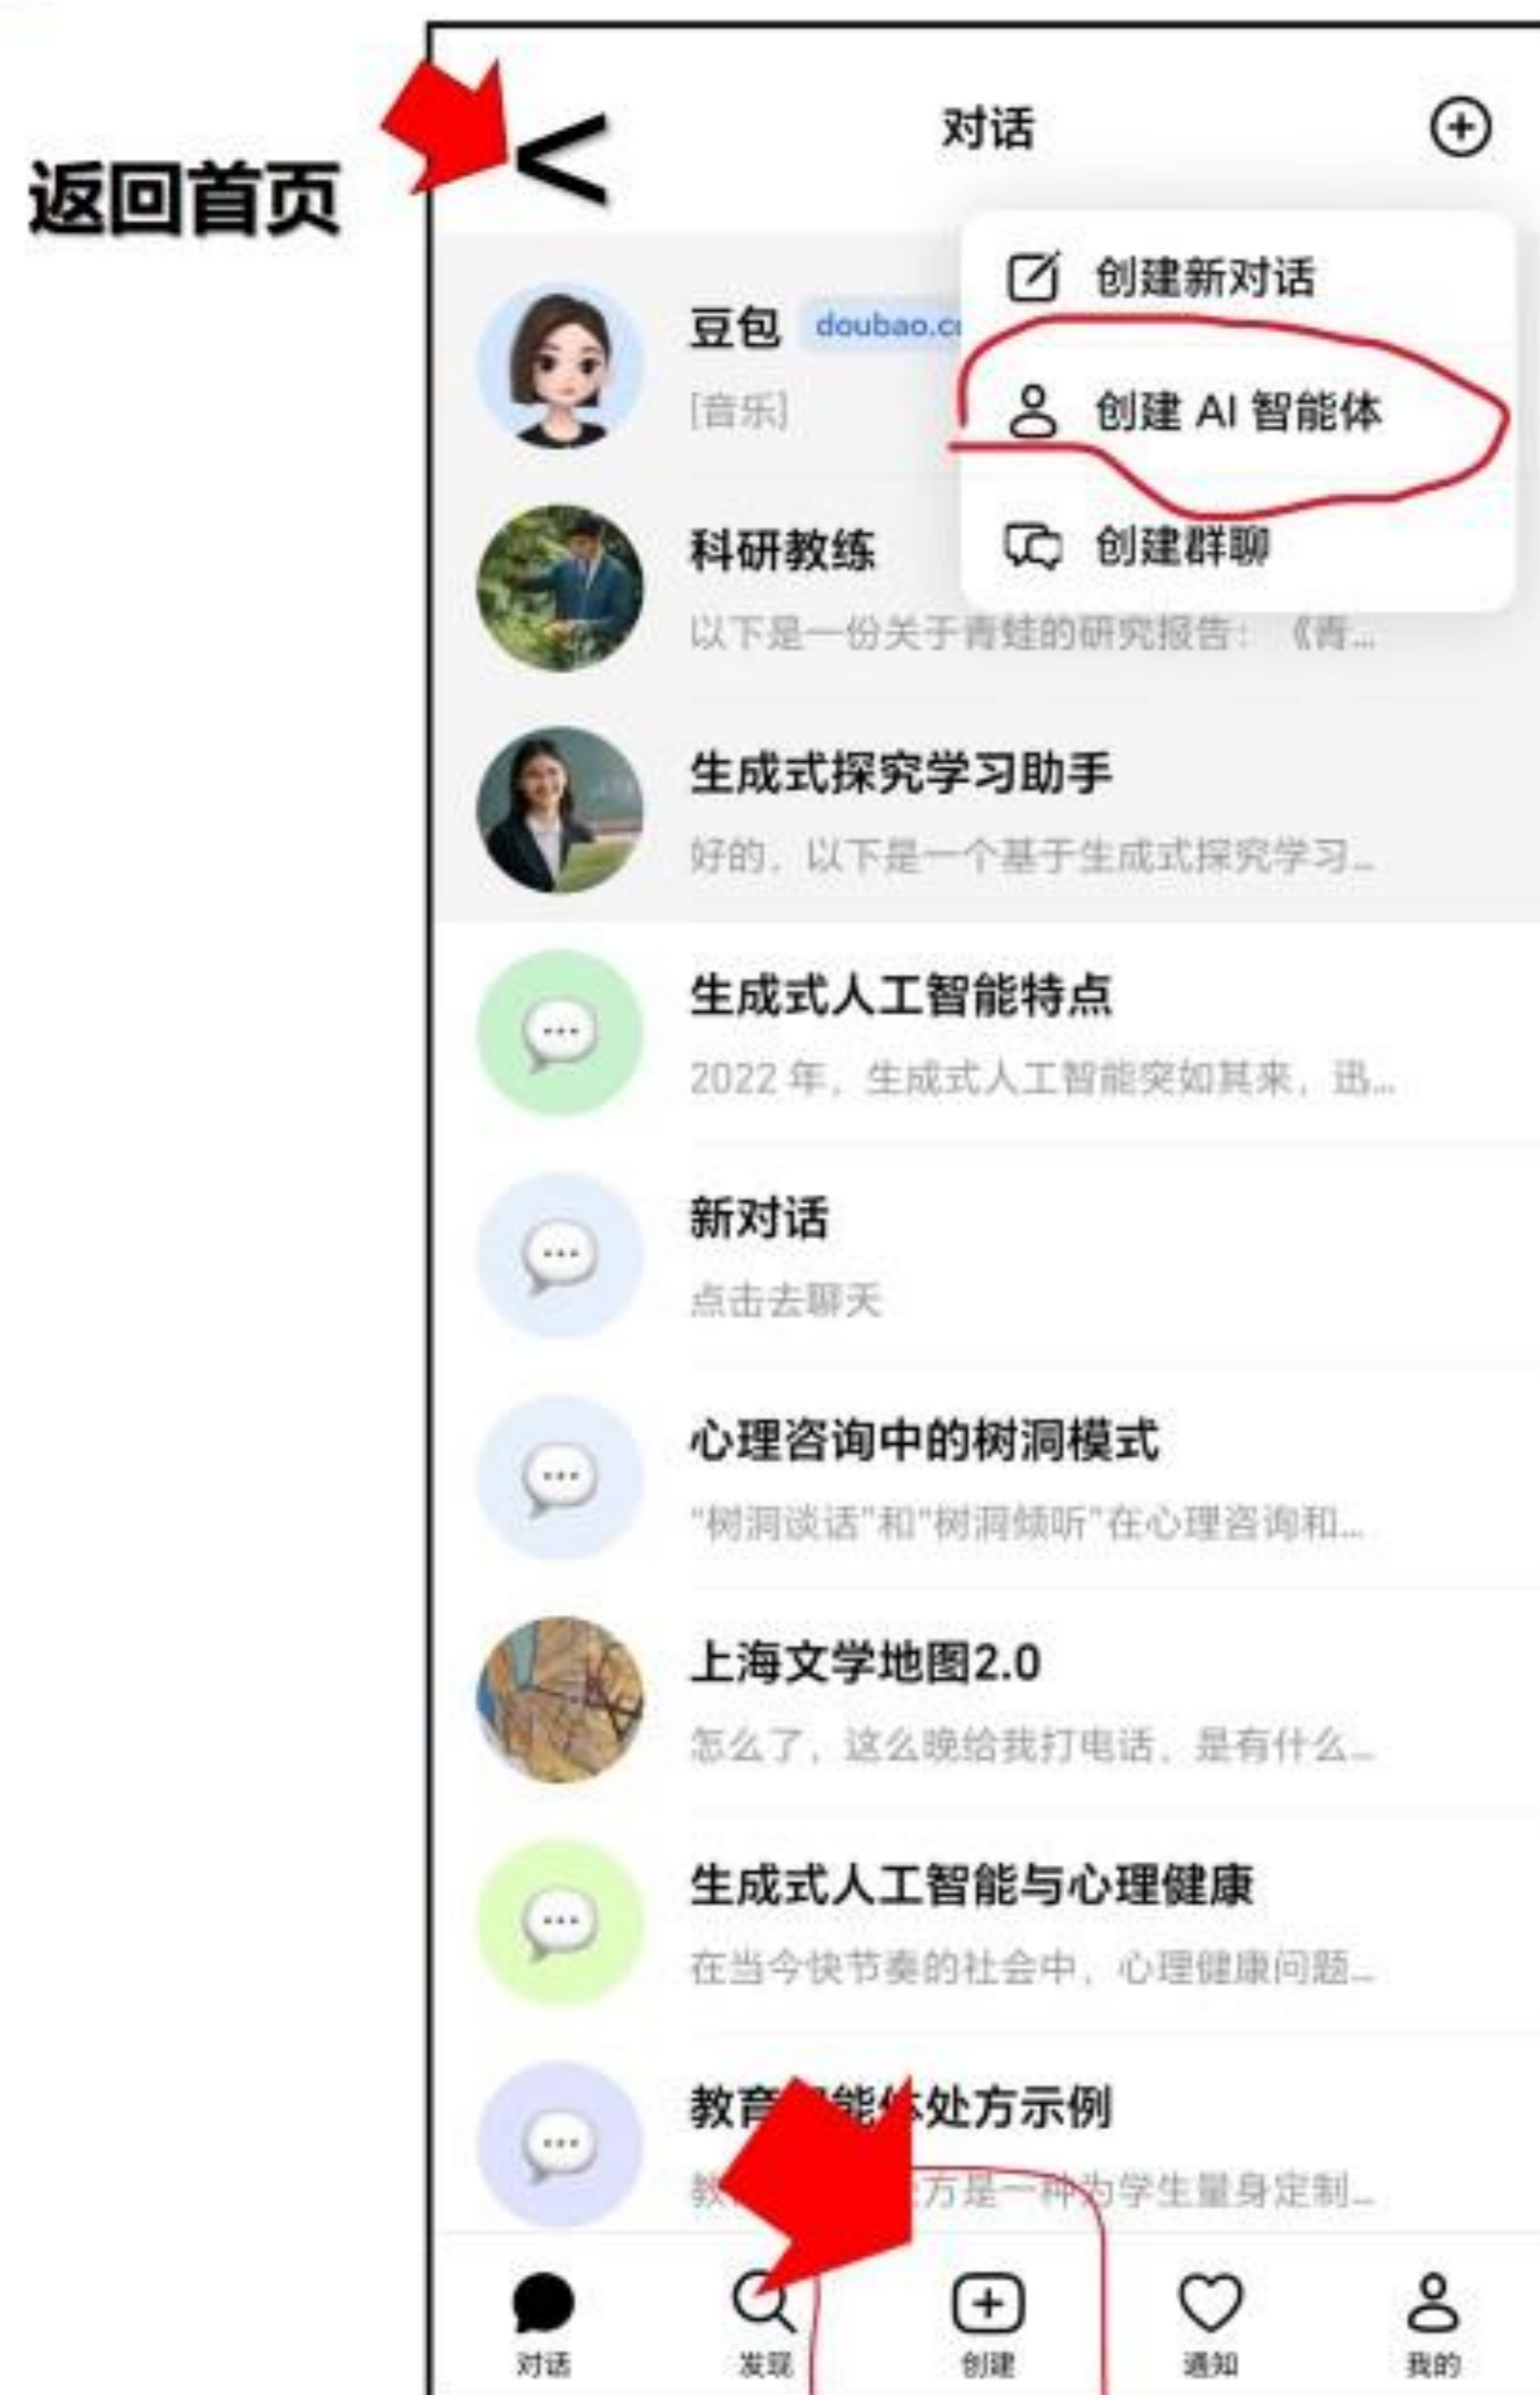 返回首页
<
对话
创建新对话
豆包 doubao.c
创建 AI 智能体
[音乐]
科研教练
创建群聊
以下是一份关于青蛙的研究报告：《青...
生成式探究学习助手
好的，以下是一个基于生成式探究学习...
生成式人工智能特点
2022 年，生成式人工智能突如其来，迅...
新对话
点击去聊天
心理咨询中的树洞模式
“树洞谈话”和“树洞倾听”在心理咨询和...
上海文学地图2.0
怎么了，这么晚给我打电话，是有什么...
生成式人工智能与心理健康
在当今快节奏的社会中，心理健康问题...
教育 能体处方示例
教 方是一种为学生量身定制...
对话
发现
创建
通知
我的